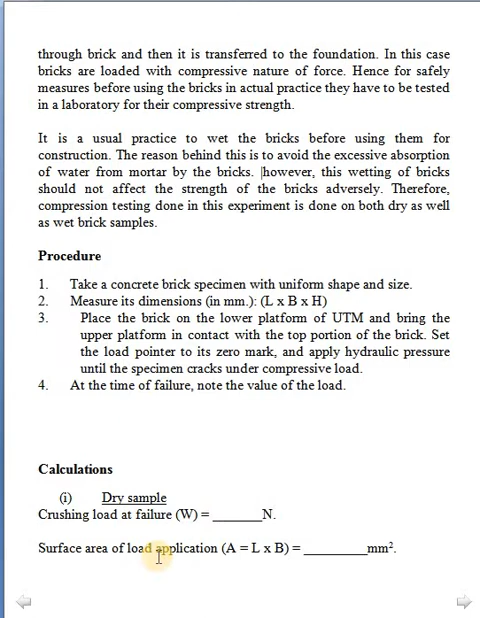 through brick and then it is transferred to the foundation. In this case
bricks are loaded with compressive nature of force. Hence for safely
measures before using the bricks in actual practice they have to be tested
in a laboratory for their compressive strength.
It is a usual practice to wet the bricks before using them for
construction. The reason behind this is to avoid the excessive absorption
of water from mortar by the bricks. however, this wetting of bricks
should not affect the strength of the bricks adversely. Therefore,
compression testing done in this experiment is done on both dry as well
as wet brick samples.
Procedure
1. Take a concrete brick specimen with uniform shape and size.
2. Measure its dimensions (in mm.): (L x B x H)
3. Place the brick on the lower platform of UTM and bring the
upper platform in contact with the top portion of the brick. Set
the load pointer to its zero mark, and apply hydraulic pressure
until the specimen cracks under compressive load.
4. At the time of failure, note the value of the load.
Calculations
(i) Dry sample
Crushing load at failure (W) = _______N.
Surface area of load application (A = L x B) = _________mm².